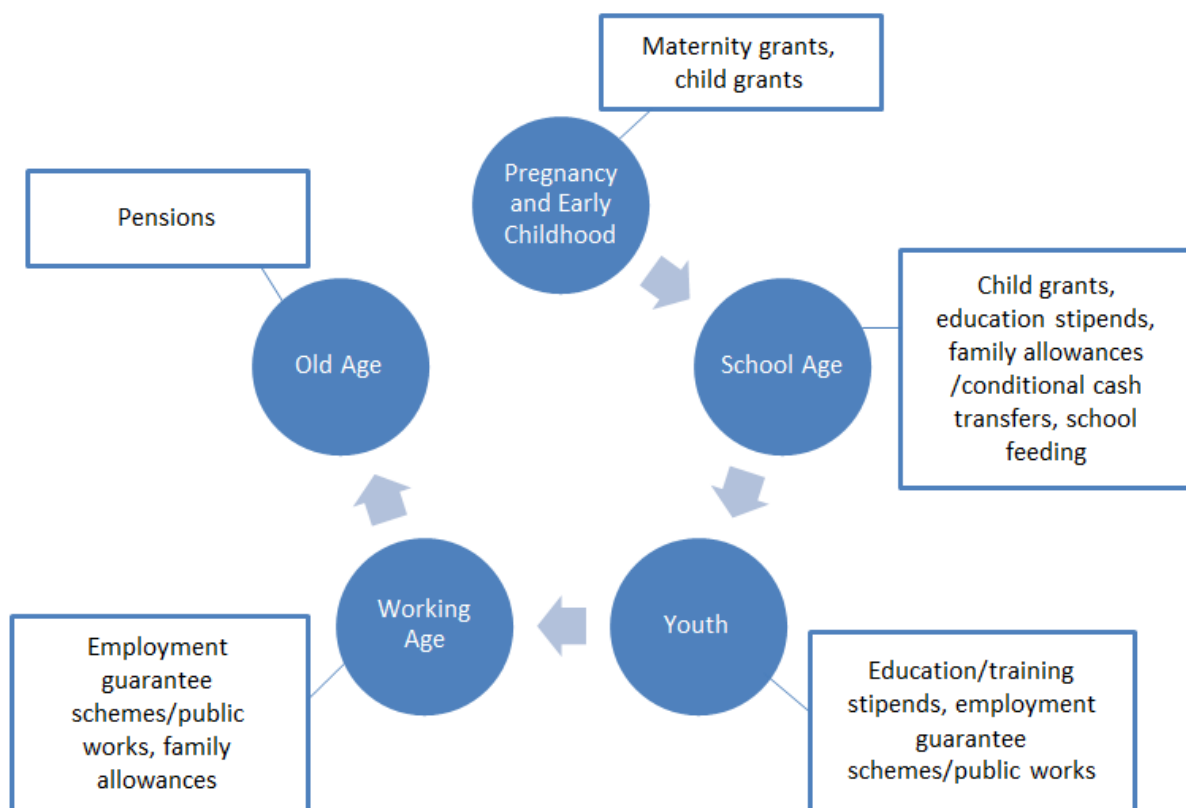 Maternity grants,
child grants
Pregnancy
and Early
Childhood
Child grants,
education stipends,
family allowances
/conditional cash
transfers, school
feeding
School Age
Youth
Education/training
stipends, employment
guarantee
schemes/public works
Working
Age
Employment
guarantee
schemes/public
works, family
allowances
Old Age
Pensions